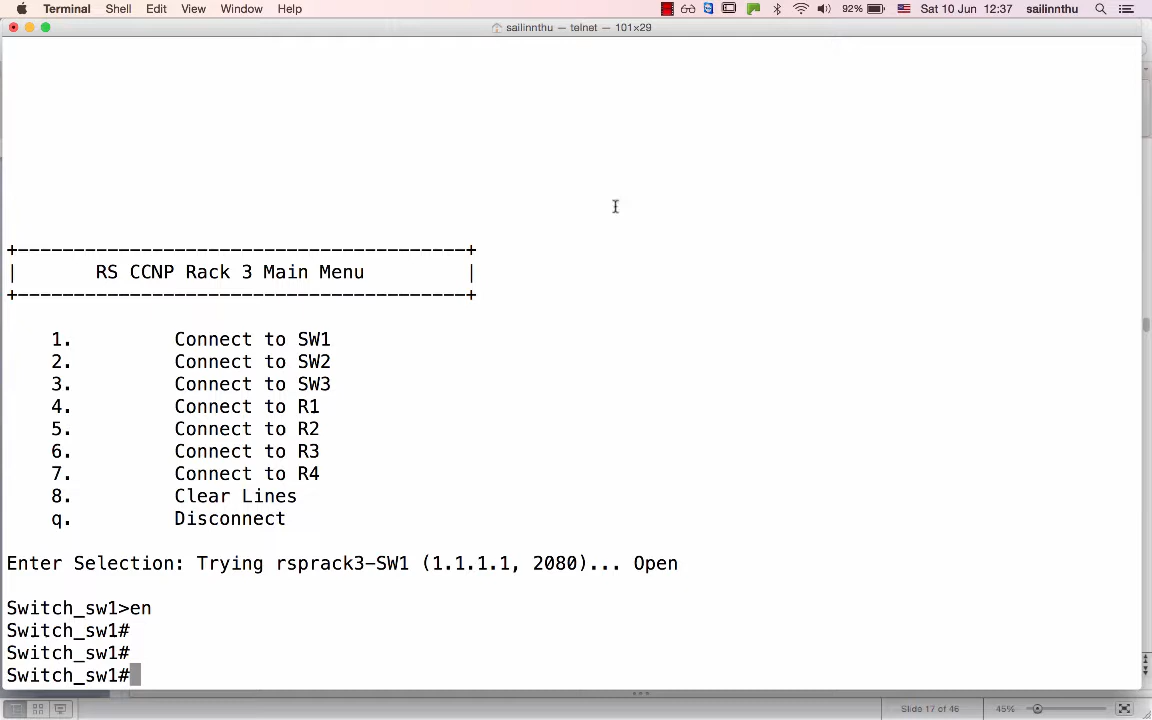 Terminal Shell Edit View Window Help 92% Sat 10 Jun 12:37 sailinnthu
sailinnthu — telnet — 101×29
+-----------------------------------------+
| RS CCNP Rack 3 Main Menu |
+-----------------------------------------+
1. Connect to SW1
2. Connect to SW2
3. Connect to SW3
4. Connect to R1
5. Connect to R2
6. Connect to R3
7. Connect to R4
8. Clear Lines
q. Disconnect
Enter Selection: Trying rsprack3-SW1 (1.1.1.1, 2080)... Open
Switch_sw1>en
Switch_sw1#
Switch_sw1#
Switch_sw1#
Slide 17 of 46 45%